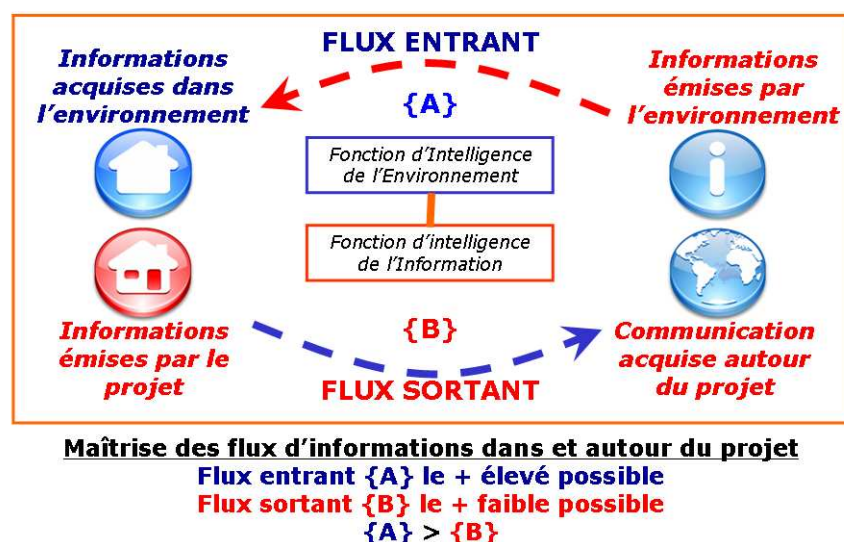 FLUX ENTRANT
Informations
acquises dans
l'environnement
{A}
Informations
émises par
l'environnement
Fonction d'Intelligence
de l'Environnement
Fonction d'intelligence
de l'Information
Informations
émises par le
projet
{B}
FLUX SORTANT
Communication
acquise autour
du projet
Maîtrise des flux d'informations dans et autour du projet
Flux entrant {A} le + élevé possible
Flux sortant {B} le + faible possible
{A} > {B}